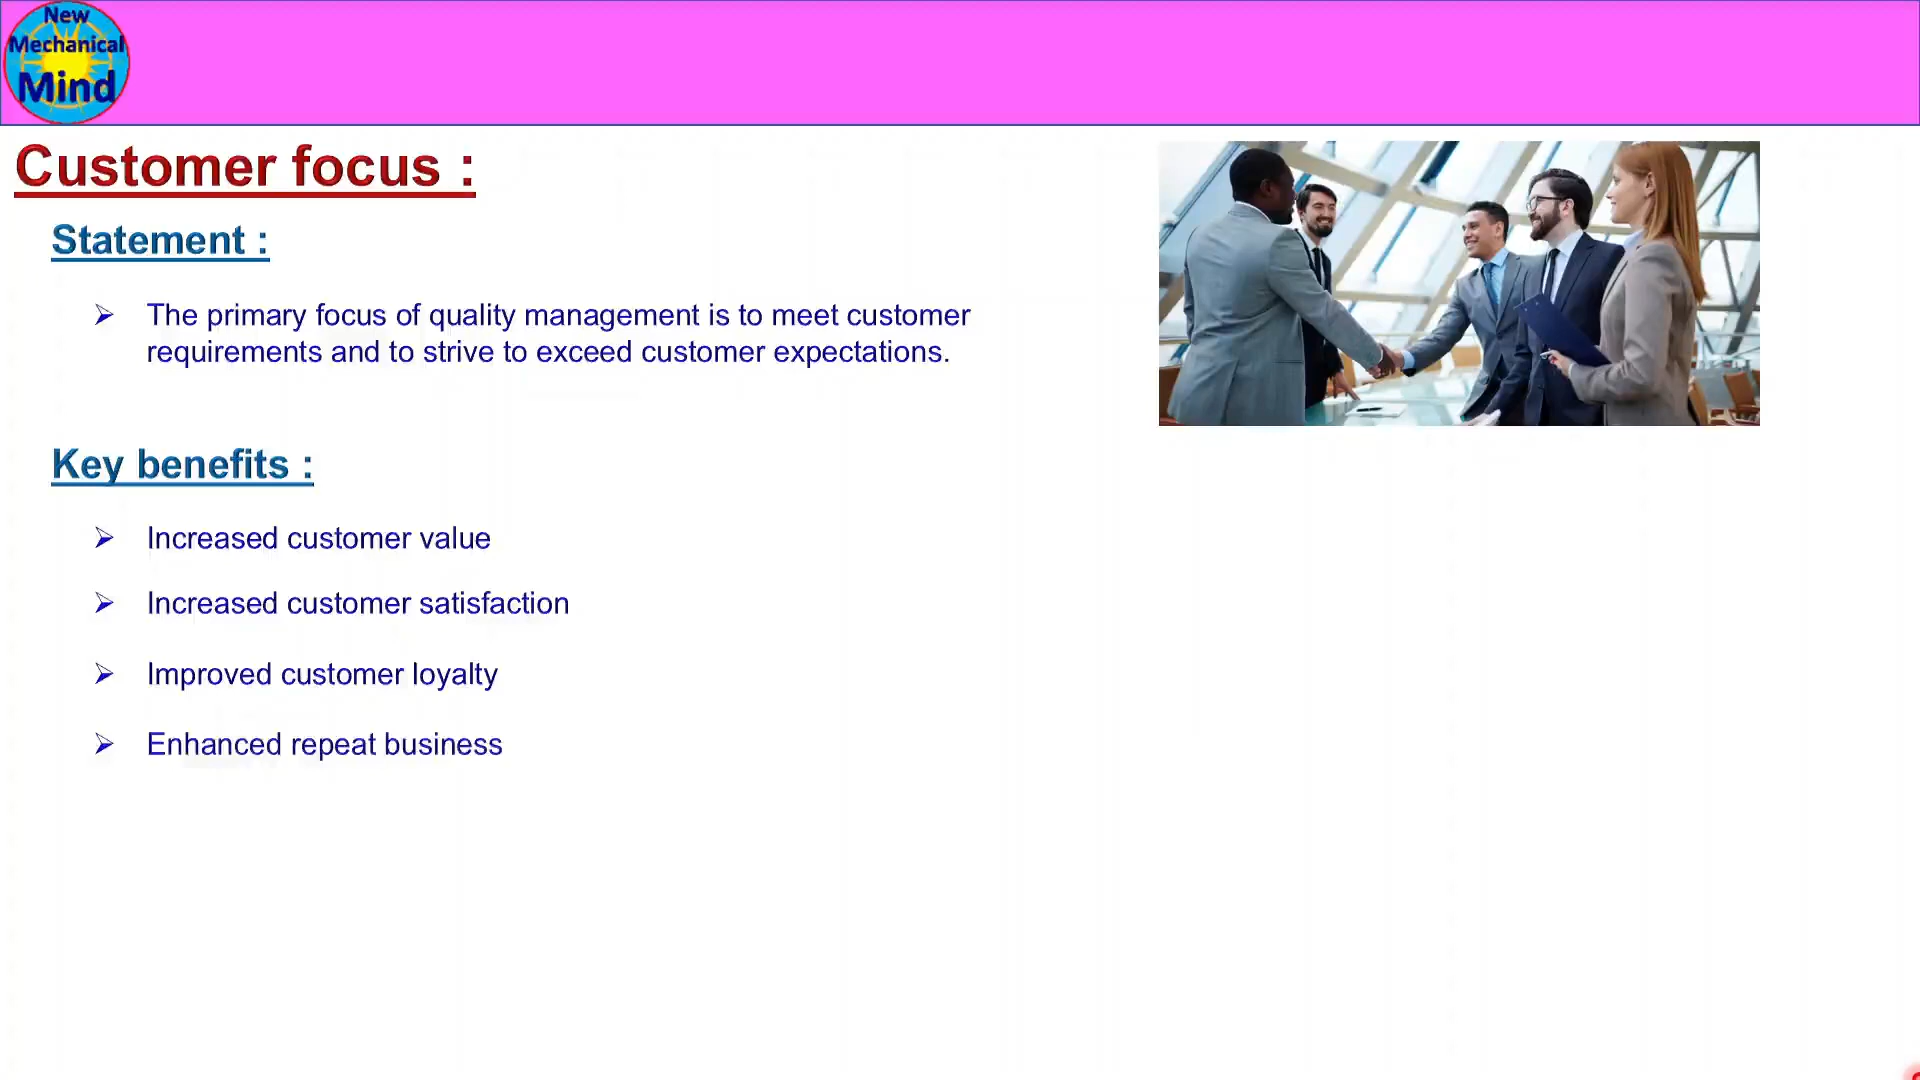 New
Mechanical
Mind
Customer focus :
Statement :
➢ The primary focus of quality management is to meet customer
requirements and to strive to exceed customer expectations.
Key benefits :
➢ Increased customer value
➢ Increased customer satisfaction
➢ Improved customer loyalty
➢ Enhanced repeat business